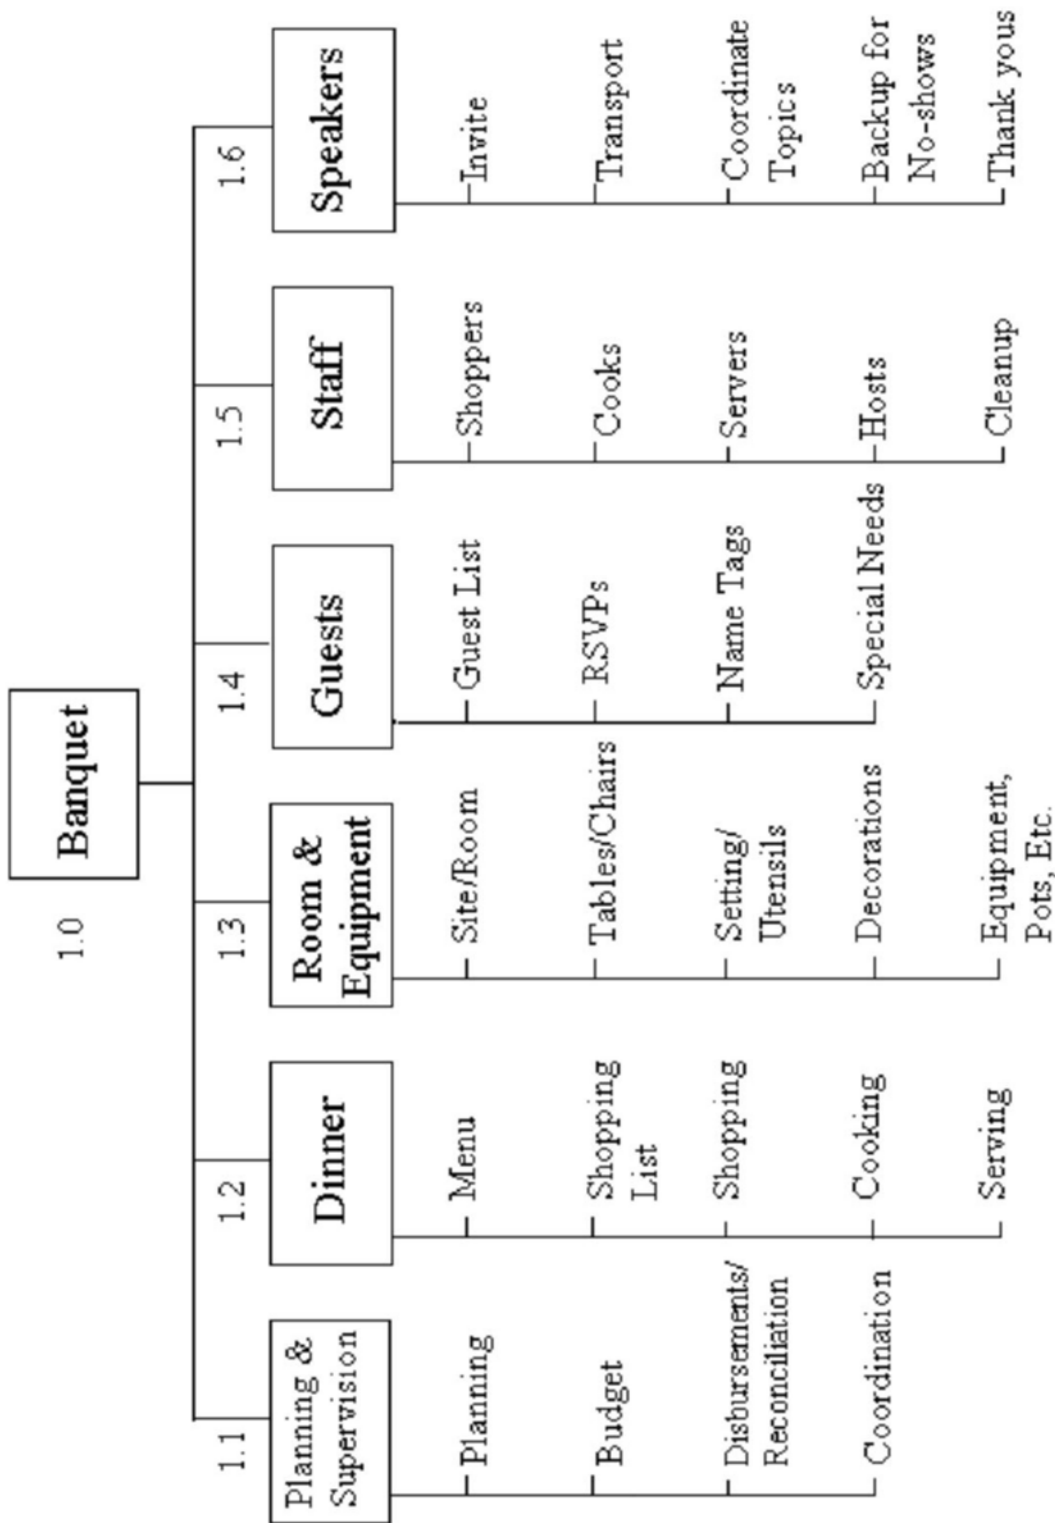 1.0
Banquet
1.1
Planning &
Supervision
Planning
Budget
Disbursements/
Reconciliation
Coordination
1.2
Dinner
Menu
Shopping
List
Shopping
Cooking
Serving
1.3
Room &
Equipment
Site/Room
Tables/Chairs
Setting/
Utensils
Decorations
Equipment,
Pots, Etc.
1.4
Guests
Guest List
RSVPs
Name Tags
Special Needs
1.5
Staff
Shoppers
Cooks
Servers
Hosts
Cleanup
1.6
Speakers
Invite
Transport
Coordinate
Topics
Backup for
No-shows
Thank yous